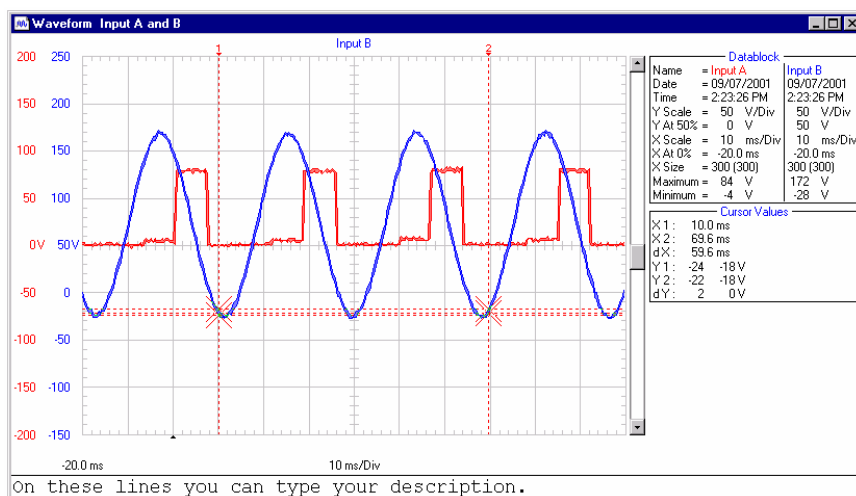 Waveform Input A and B
Input B
1
2
200
150
100
50
0V
-50
-100
-150
-200
250
200
150
100
50V
0
-50
-100
-150
-20.0 ms
10 ms/Div
Datablock
Name = Input A Input B
Date = 09/07/2001 09/07/2001
Time = 2:23:26 PM 2:23:26 PM
Y Scale = 50 V/Div 50 V/Div
Y At 50% = 0 V 50 V
X Scale = 10 ms/Div 10 ms/Div
X At 0% = -20.0 ms -20.0 ms
X Size = 300 (300) 300 (300)
Maximum = 84 V 172 V
Minimum = -4 V -28 V
Cursor Values
X1: 10.0 ms
X2: 69.6 ms
dX: 59.6 ms
Y1: -24 -18 V
Y2: -22 -18 V
dY: 2 0 V
On these lines you can type your description.